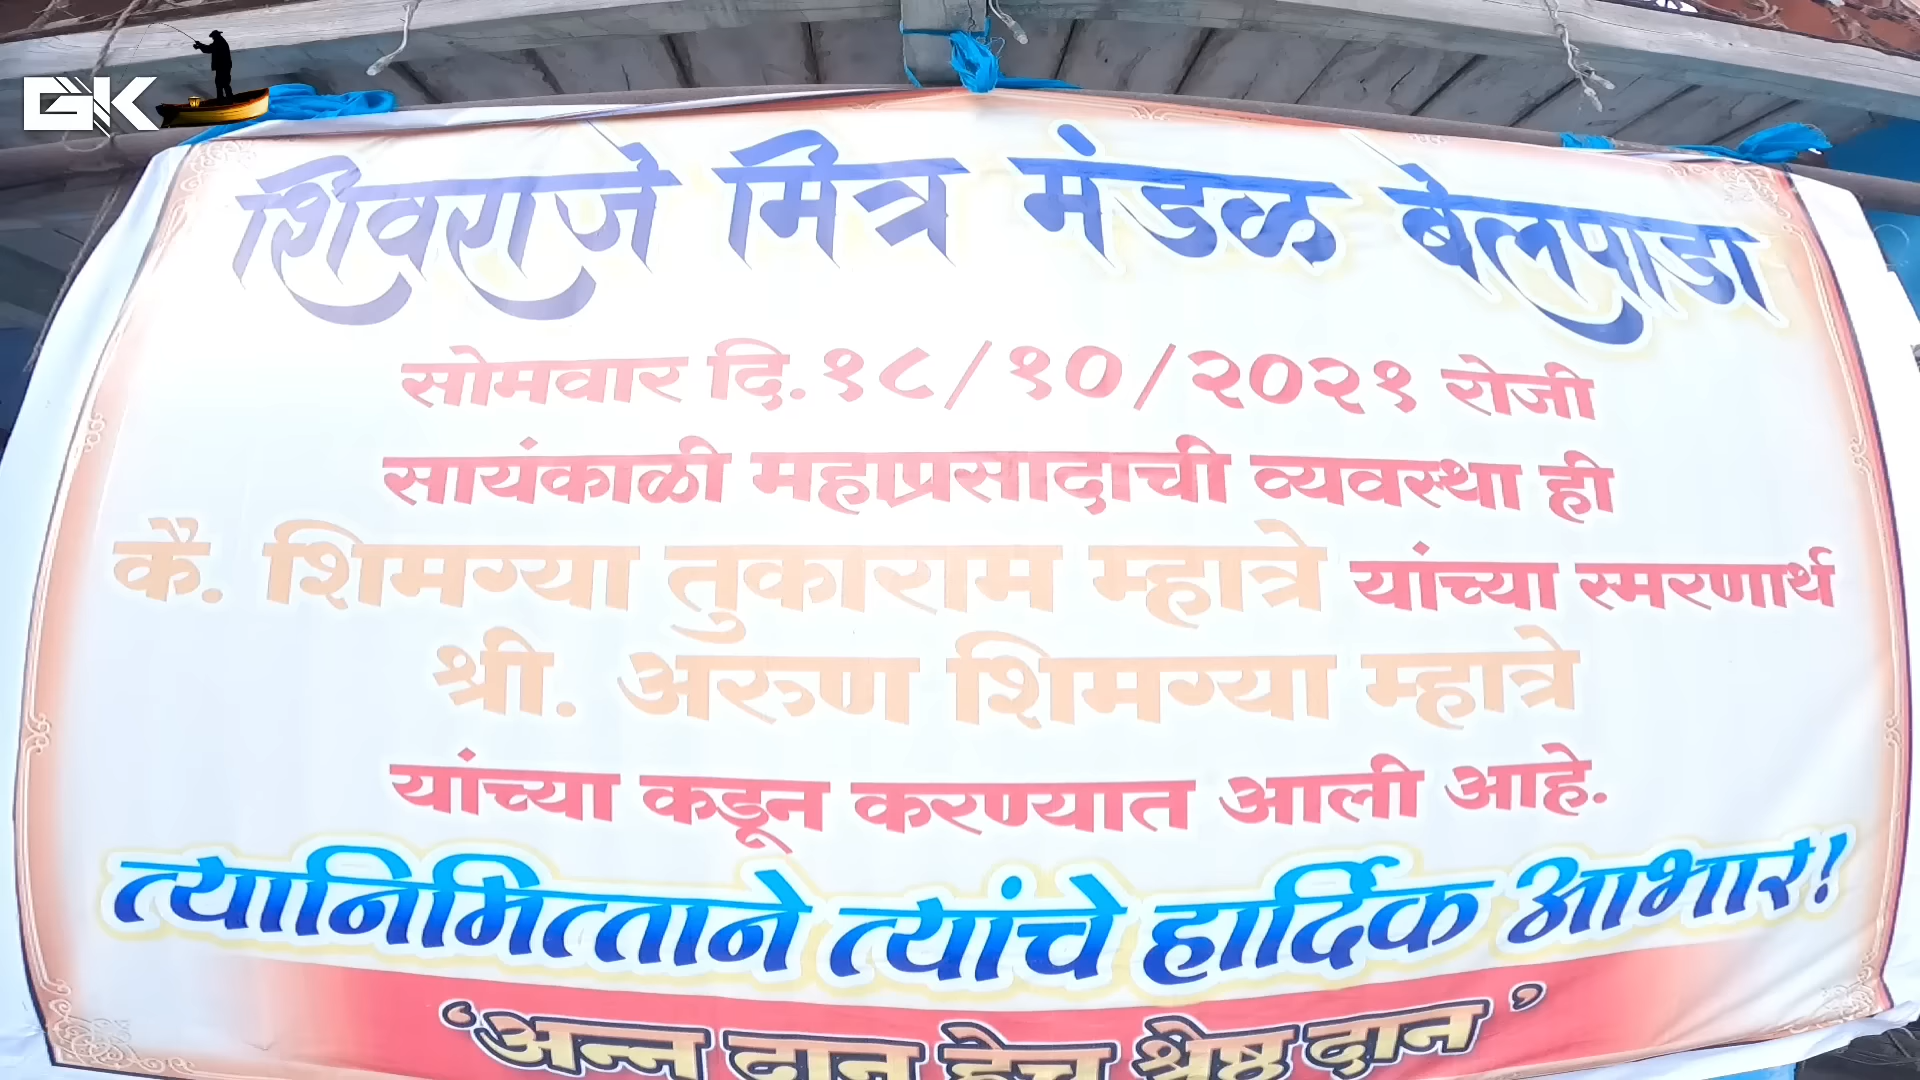 GK
शिवराजे मित्र मंडळ बेलपाडा
सोमवार दि.१८/१०/२०२१ रोजी
सायंकाळी महाप्रसादाची व्यवस्था ही
कै. शिमग्या तुकाराम म्हात्रे यांच्या स्मरणार्थ
श्री. अरुण शिमग्या म्हात्रे
यांच्या कडून करण्यात आली आहे.
त्यानिमित्ताने त्यांचे हार्दिक आभार!
'अन्न दान हेच श्रेष्ठ दान'